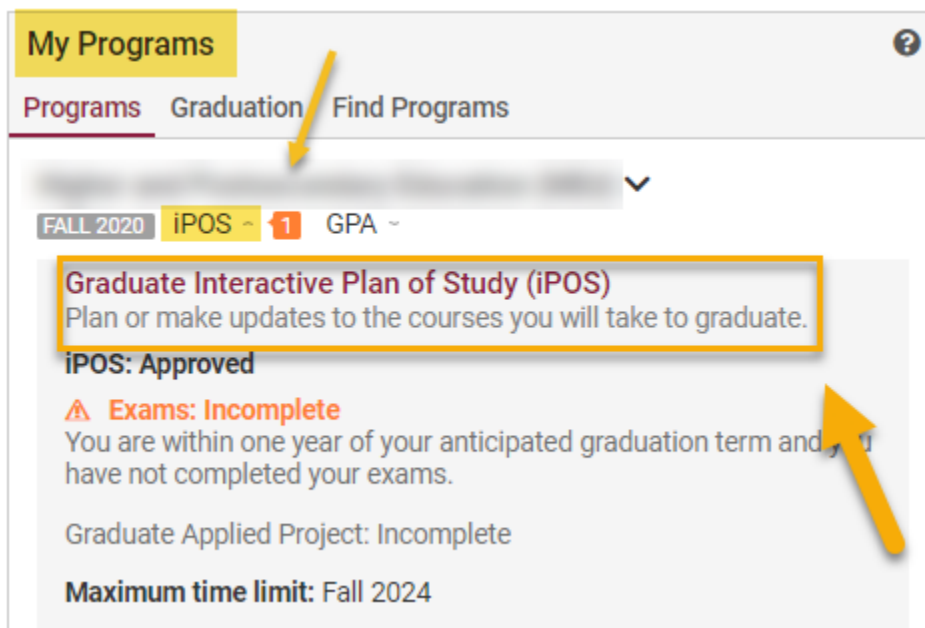 My Programs
Programs Graduation Find Programs
FALL 2020 iPOS 1 GPA
Graduate Interactive Plan of Study (iPOS)
Plan or make updates to the courses you will take to graduate.
iPOS: Approved
Exams: Incomplete
You are within one year of your anticipated graduation term and you
have not completed your exams.
Graduate Applied Project: Incomplete
Maximum time limit: Fall 2024